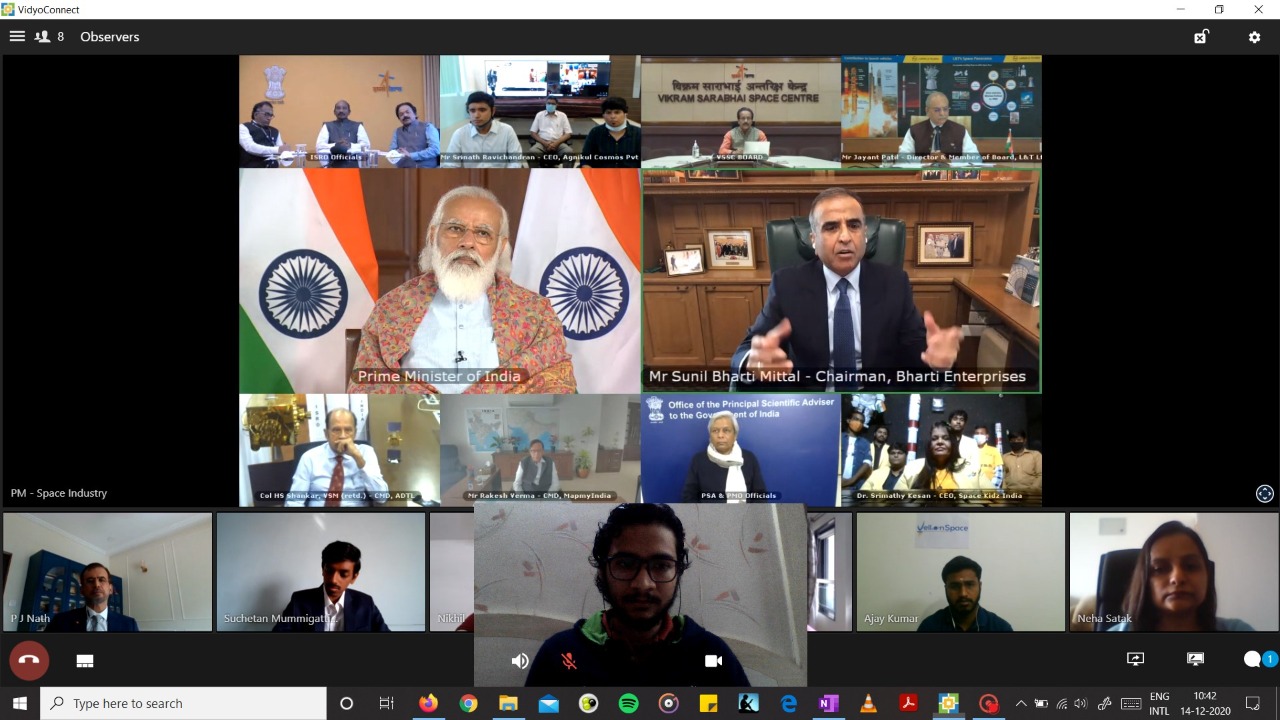 VidyoConnect
8 Observers
ISRO Officials
Mr Srinath Ravichandran - CEO, Agnikul Cosmos Pvt
विक्रम साराभाई अन्तरिक्ष केन्द्र
VIKRAM SARABHAI SPACE CENTRE
VSSC BOARD
Mr Jayant Patil - Director & Member of Board, L&T
Prime Minister of India
Mr Sunil Bharti Mittal - Chairman, Bharti Enterprises
Col HS Shankar, VSM (retd.) - CMD, ADTL
Mr Rakesh Verma - CMD, MapmyIndia
Office of the Principal Scientific Adviser
to the Government of India
PSA & PMO Officials
Dr. Srimathy Kesan - CEO, Space Kidz India
PM - Space Industry
P J Nath
Suchetan Mummigatti...
Nikhil
VellonSpace
Ajay Kumar
Neha Satak
1
Type here to search
ENG
INTL
10:42
14-12-2020